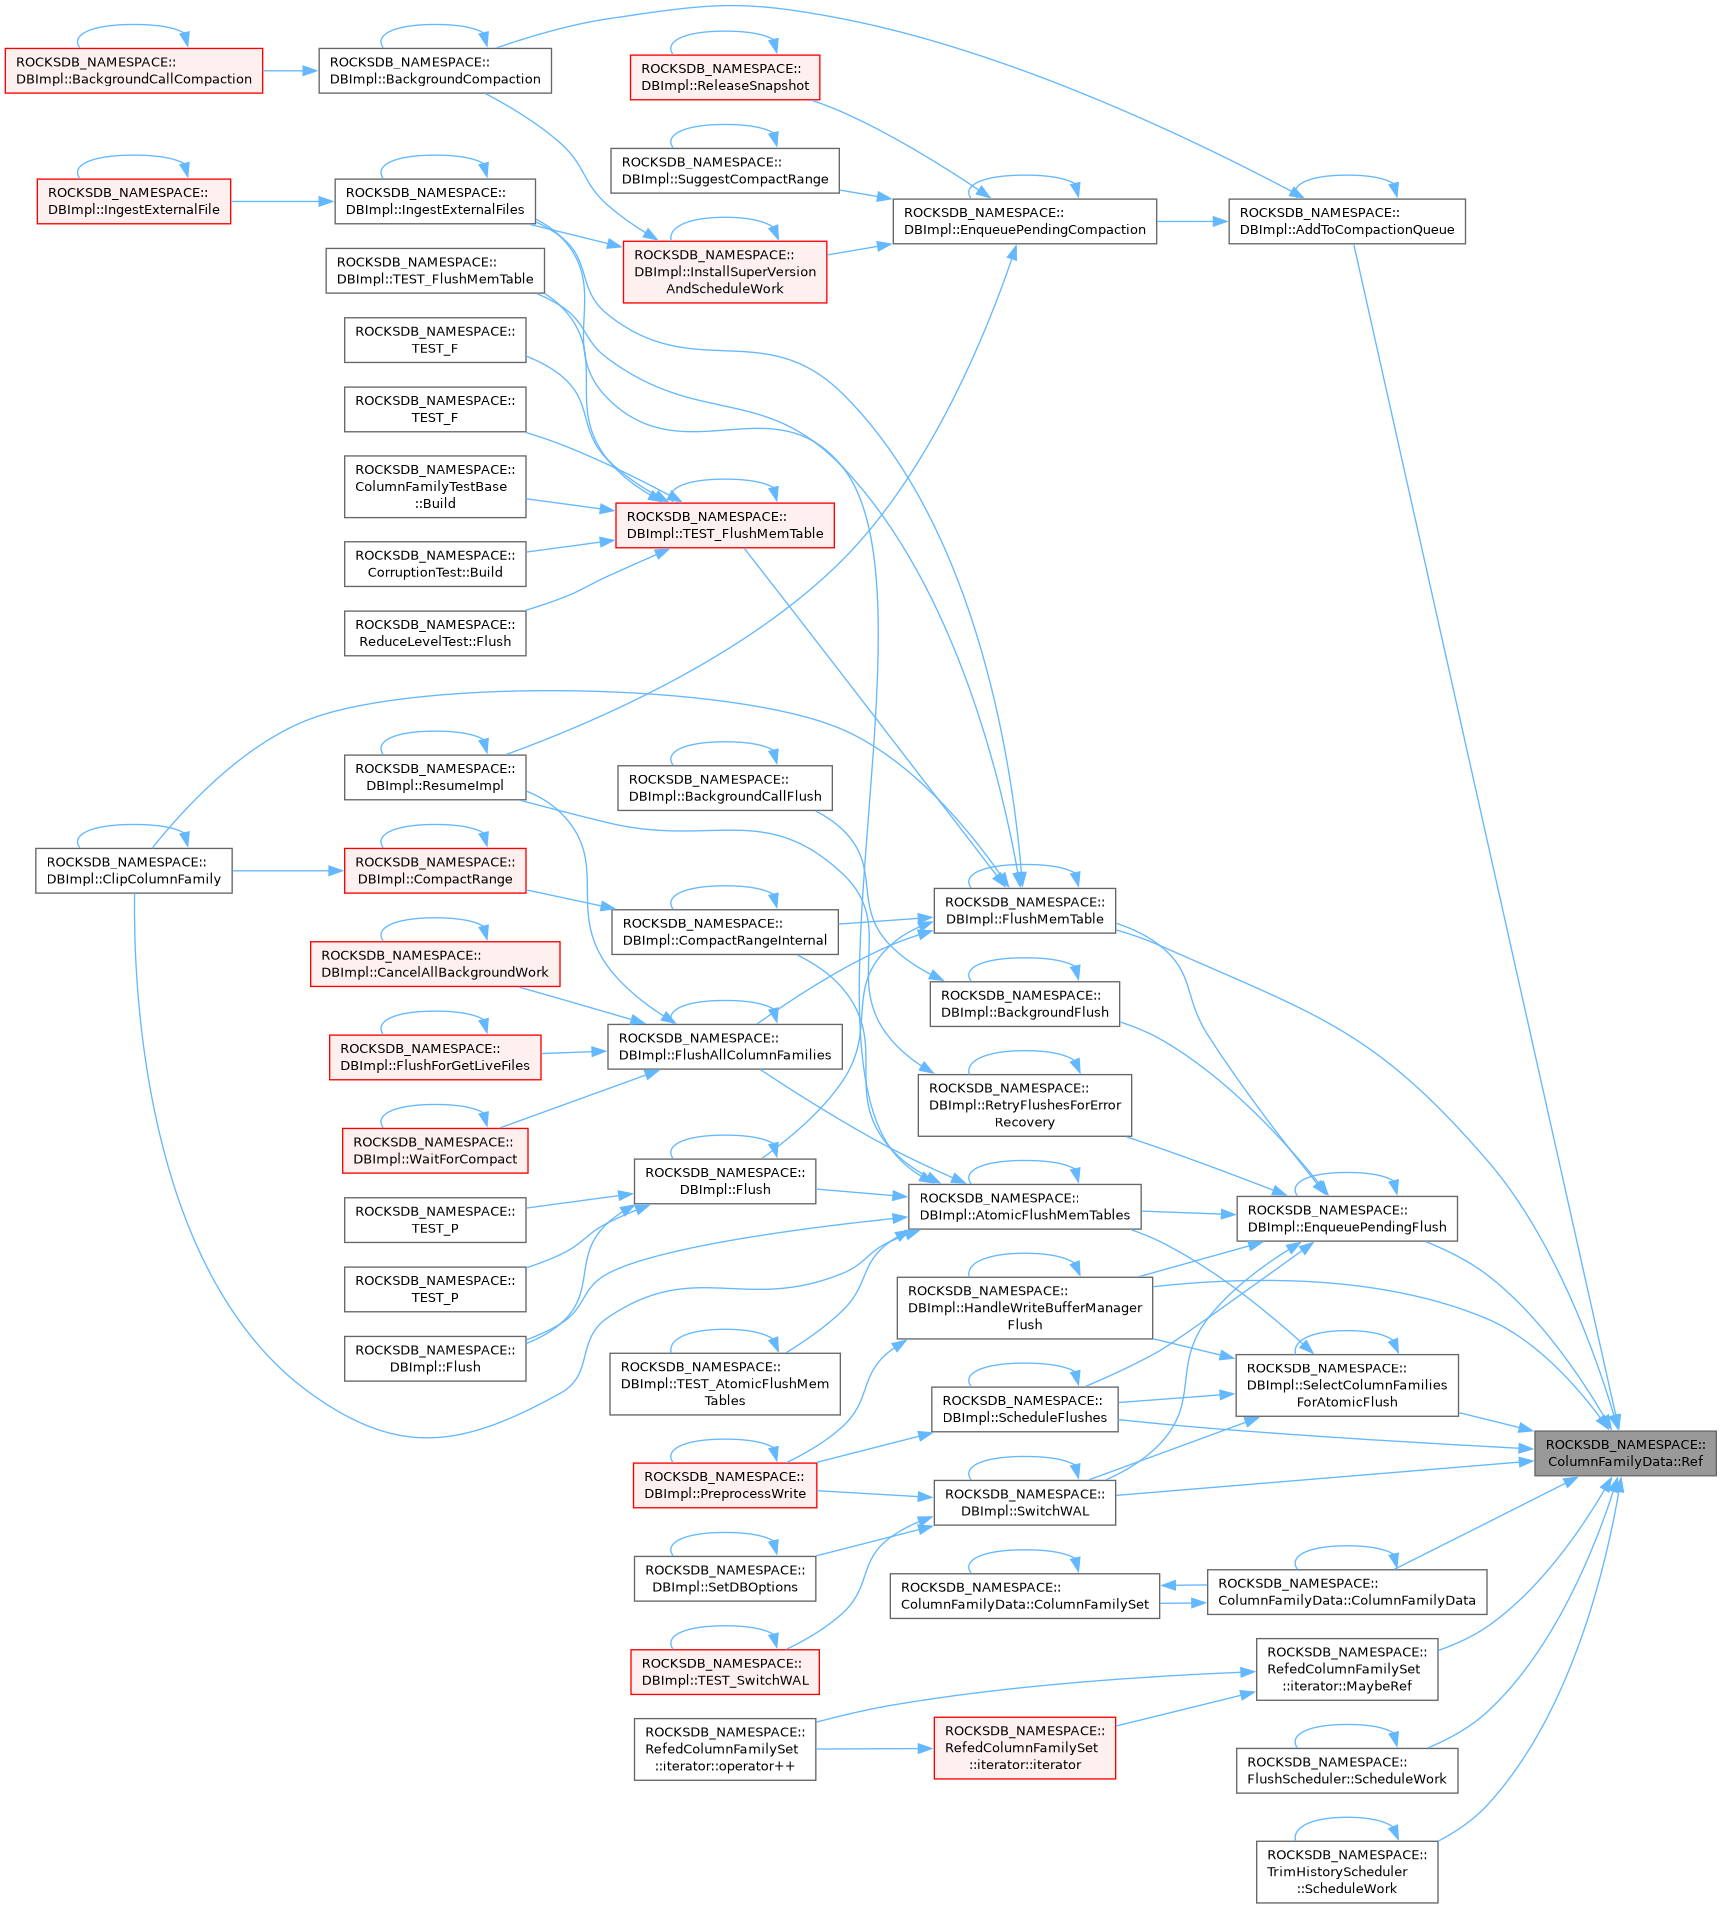 ROCKSDB_NAMESPACE::
DBImpl::BackgroundCallCompaction
ROCKSDB_NAMESPACE::
DBImpl::BackgroundCompaction
ROCKSDB_NAMESPACE::
DBImpl::ReleaseSnapshot
ROCKSDB_NAMESPACE::
DBImpl::SuggestCompactRange
ROCKSDB_NAMESPACE::
DBImpl::IngestExternalFile
ROCKSDB_NAMESPACE::
DBImpl::IngestExternalFiles
ROCKSDB_NAMESPACE::
DBImpl::EnqueuePendingCompaction
ROCKSDB_NAMESPACE::
DBImpl::AddToCompactionQueue
ROCKSDB_NAMESPACE::
DBImpl::InstallSuperVersion
AndScheduleWork
ROCKSDB_NAMESPACE::
DBImpl::TEST_FlushMemTable
ROCKSDB_NAMESPACE::
TEST_F
ROCKSDB_NAMESPACE::
TEST_F
ROCKSDB_NAMESPACE::
ColumnFamilyTestBase
::Build
ROCKSDB_NAMESPACE::
DBImpl::TEST_FlushMemTable
ROCKSDB_NAMESPACE::
CorruptionTest::Build
ROCKSDB_NAMESPACE::
ReduceLevelTest::Flush
ROCKSDB_NAMESPACE::
DBImpl::ResumeImpl
ROCKSDB_NAMESPACE::
DBImpl::BackgroundCallFlush
ROCKSDB_NAMESPACE::
DBImpl::ClipColumnFamily
ROCKSDB_NAMESPACE::
DBImpl::CompactRange
ROCKSDB_NAMESPACE::
DBImpl::FlushMemTable
ROCKSDB_NAMESPACE::
DBImpl::CompactRangeInternal
ROCKSDB_NAMESPACE::
DBImpl::CancelAllBackgroundWork
ROCKSDB_NAMESPACE::
DBImpl::BackgroundFlush
ROCKSDB_NAMESPACE::
DBImpl::FlushForGetLiveFiles
ROCKSDB_NAMESPACE::
DBImpl::FlushAllColumnFamilies
ROCKSDB_NAMESPACE::
DBImpl::RetryFlushesForError
Recovery
ROCKSDB_NAMESPACE::
DBImpl::WaitForCompact
ROCKSDB_NAMESPACE::
DBImpl::Flush
ROCKSDB_NAMESPACE::
DBImpl::AtomicFlushMemTables
ROCKSDB_NAMESPACE::
DBImpl::EnqueuePendingFlush
ROCKSDB_NAMESPACE::
TEST_P
ROCKSDB_NAMESPACE::
TEST_P
ROCKSDB_NAMESPACE::
DBImpl::HandleWriteBufferManager
Flush
ROCKSDB_NAMESPACE::
DBImpl::Flush
ROCKSDB_NAMESPACE::
DBImpl::TEST_AtomicFlushMem
Tables
ROCKSDB_NAMESPACE::
DBImpl::SelectColumnFamilies
ForAtomicFlush
ROCKSDB_NAMESPACE::
DBImpl::ScheduleFlushes
ROCKSDB_NAMESPACE::
ColumnFamilyData::Ref
ROCKSDB_NAMESPACE::
DBImpl::PreprocessWrite
ROCKSDB_NAMESPACE::
DBImpl::SwitchWAL
ROCKSDB_NAMESPACE::
DBImpl::SetDBOptions
ROCKSDB_NAMESPACE::
ColumnFamilyData::ColumnFamilySet
ROCKSDB_NAMESPACE::
ColumnFamilyData::ColumnFamilyData
ROCKSDB_NAMESPACE::
DBImpl::TEST_SwitchWAL
ROCKSDB_NAMESPACE::
RefedColumnFamilySet
::iterator::MaybeRef
ROCKSDB_NAMESPACE::
RefedColumnFamilySet
::iterator::operator++
ROCKSDB_NAMESPACE::
RefedColumnFamilySet
::iterator::iterator
ROCKSDB_NAMESPACE::
FlushScheduler::ScheduleWork
ROCKSDB_NAMESPACE::
TrimHistoryScheduler
::ScheduleWork